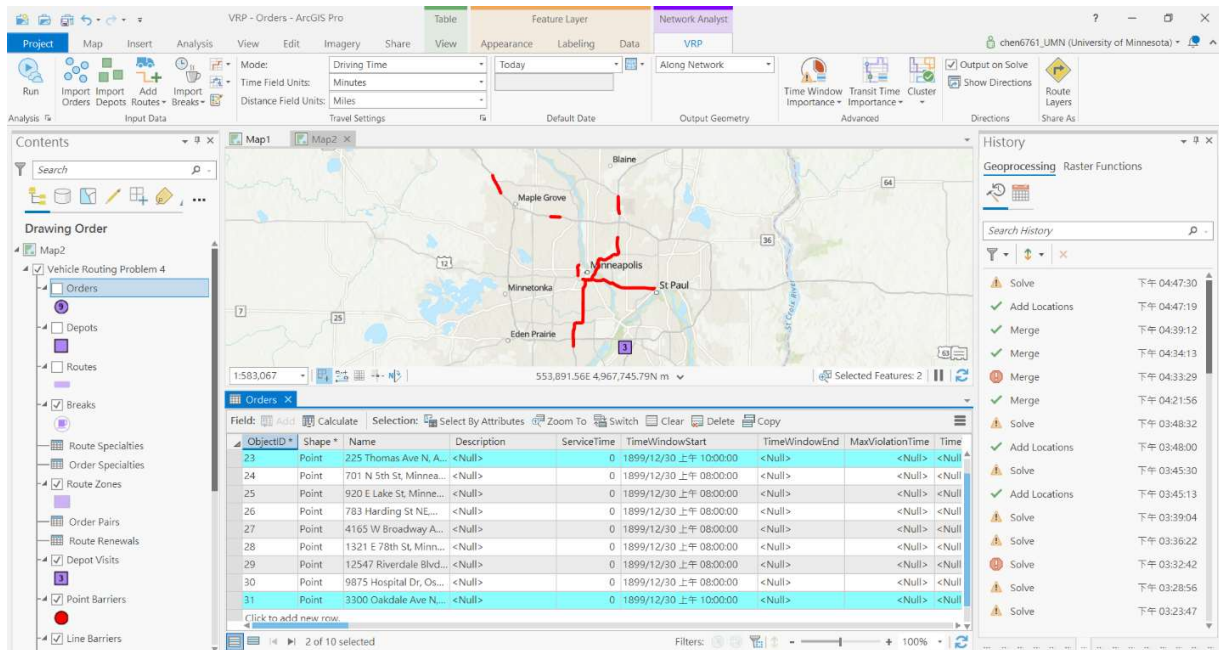 VRP - Orders - ArcGIS Pro
Table
Feature Layer
Network Analyst
?
Project
Map
Insert
Analysis
View
Edit
Imagery
Share
View
Appearance
Labeling
Data
VRP
chen6761_UMN (University of Minnesota)
Run
Import Orders
Import Depots
Add Routes
Import Breaks
Mode: Driving Time
Time Field Units: Minutes
Distance Field Units: Miles
Today
Along Network
Time Window Importance
Transit Time Importance
Cluster
Output on Solve
Show Directions
Route Layers
Analysis
Input Data
Travel Settings
Default Date
Output Geometry
Advanced
Directions
Share As
Contents
Search
Drawing Order
Map2
Vehicle Routing Problem 4
Orders
9
Depots
Routes
Breaks
Route Specialties
Order Specialties
Route Zones
Order Pairs
Route Renewals
Depot Visits
3
Point Barriers
Line Barriers
Map1
Map2
Blaine
Maple Grove
64
36
12
Minneapolis
Minnetonka
St Paul
7
25
St Croix River
Eden Prairie
3
63
1:583,067
553,891.56E 4,967,745.79N m
Selected Features: 2
Orders
Field: Add Calculate Selection: Select By Attributes Zoom To Switch Clear Delete Copy
ObjectID * Shape * Name Description ServiceTime TimeWindowStart TimeWindowEnd MaxViolationTime Time
23 Point 225 Thomas Ave N, A... <Null> 0 1899/12/30 上午 10:00:00 <Null> <Null> <Null
24 Point 701 N 5th St, Minnea... <Null> 0 1899/12/30 上午 08:00:00 <Null> <Null> <Null
25 Point 920 E Lake St, Minne... <Null> 0 1899/12/30 上午 08:00:00 <Null> <Null> <Null
26 Point 783 Harding St NE,... <Null> 0 1899/12/30 上午 08:00:00 <Null> <Null> <Null
27 Point 4165 W Broadway A... <Null> 0 1899/12/30 上午 08:00:00 <Null> <Null> <Null
28 Point 1321 E 78th St, Minn... <Null> 0 1899/12/30 上午 08:00:00 <Null> <Null> <Null
29 Point 12547 Riverdale Blvd... <Null> 0 1899/12/30 上午 08:00:00 <Null> <Null> <Null
30 Point 9875 Hospital Dr, Os... <Null> 0 1899/12/30 上午 08:00:00 <Null> <Null> <Null
31 Point 3300 Oakdale Ave N,... <Null> 0 1899/12/30 上午 10:00:00 <Null> <Null> <Null
Click to add new row.
2 of 10 selected
Filters:
100%
History
Geoprocessing Raster Functions
Search History
Solve 下午 04:47:30
Add Locations 下午 04:47:19
Merge 下午 04:39:12
Merge 下午 04:34:13
Merge 下午 04:33:29
Merge 下午 04:21:56
Solve 下午 03:48:32
Add Locations 下午 03:48:00
Solve 下午 03:45:30
Add Locations 下午 03:45:13
Solve 下午 03:39:04
Solve 下午 03:36:22
Solve 下午 03:32:42
Solve 下午 03:28:56
Solve 下午 03:23:47